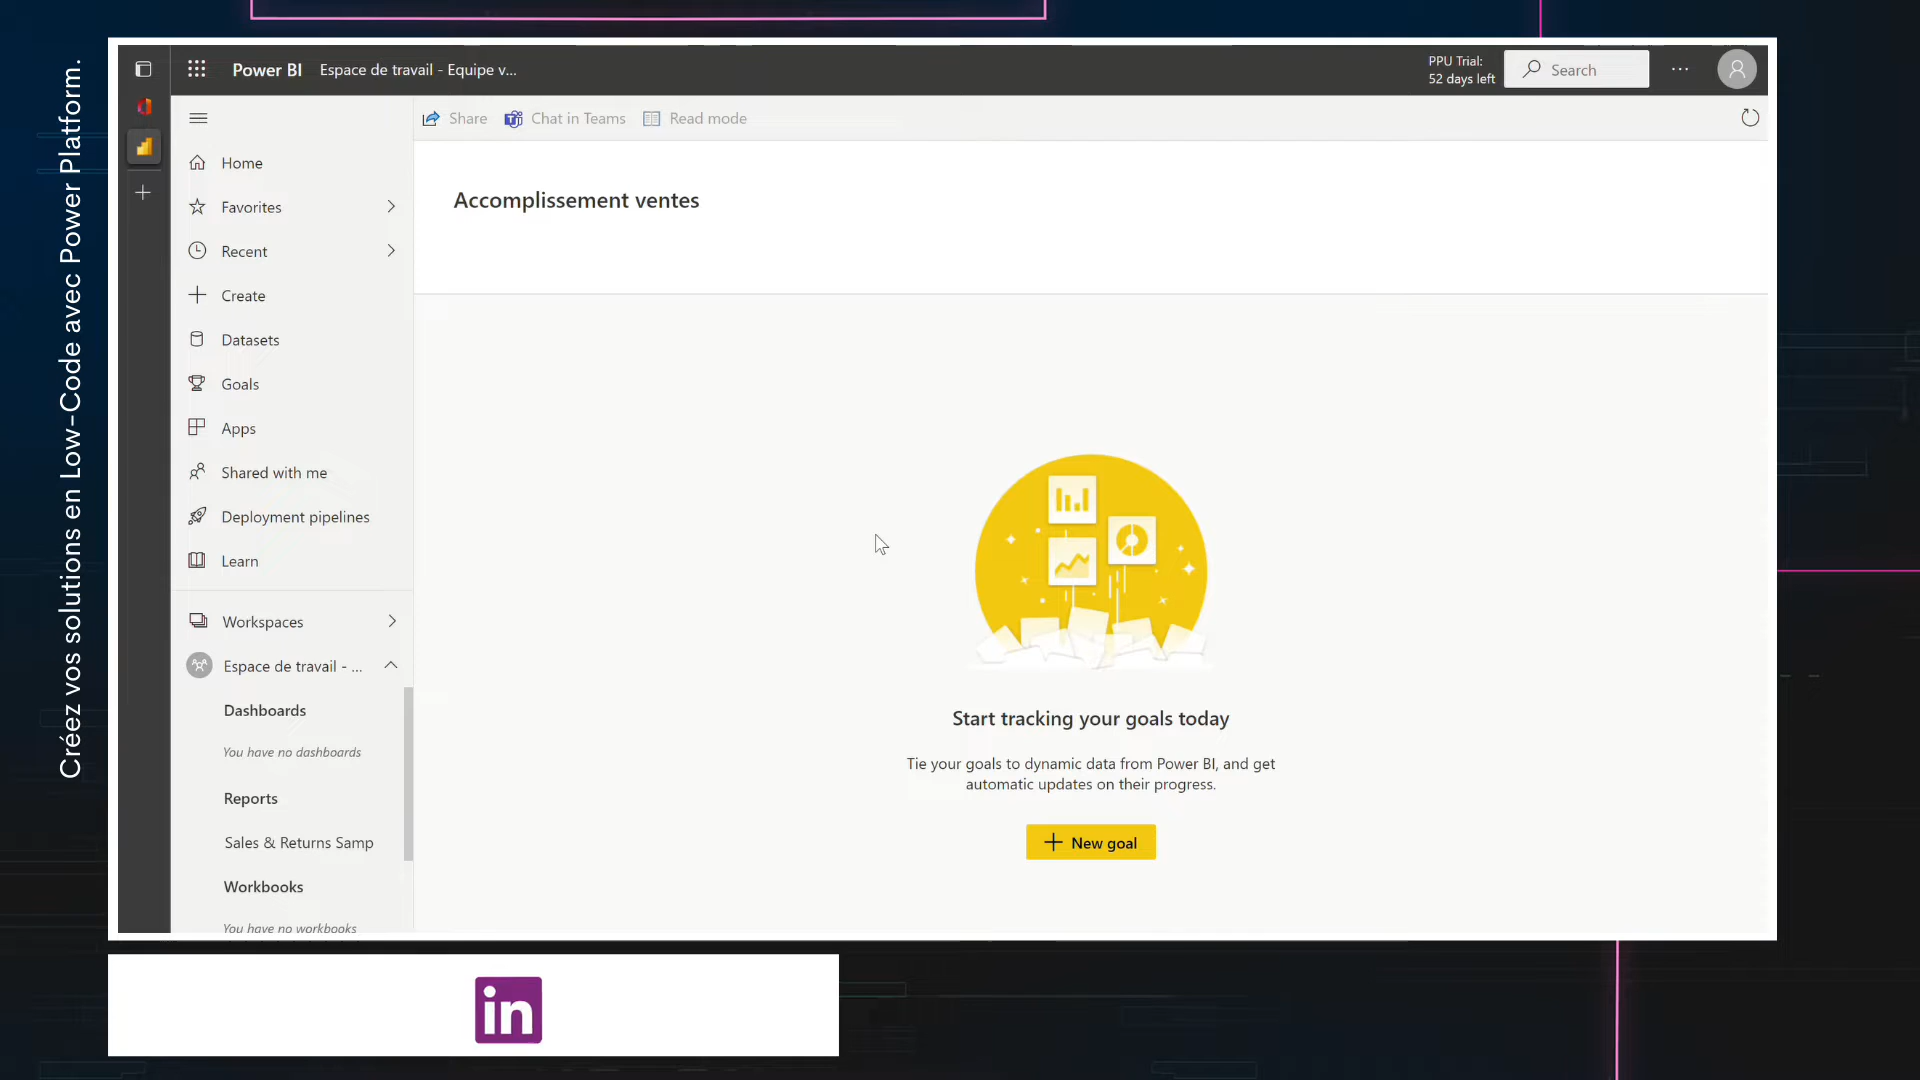 Créez vos solutions en Low-Code avec Power Platform.
Power BI
Espace de travail - Equipe v...
PPU Trial:
52 days left
Search
Share
Chat in Teams
Read mode
Home
Favorites
Recent
Create
Datasets
Goals
Apps
Shared with me
Deployment pipelines
Learn
Workspaces
Espace de travail - ...
Dashboards
You have no dashboards
Reports
Sales & Returns Samp
Workbooks
You have no workbooks
Accomplissement ventes
Start tracking your goals today
Tie your goals to dynamic data from Power BI, and get
automatic updates on their progress.
New goal
in